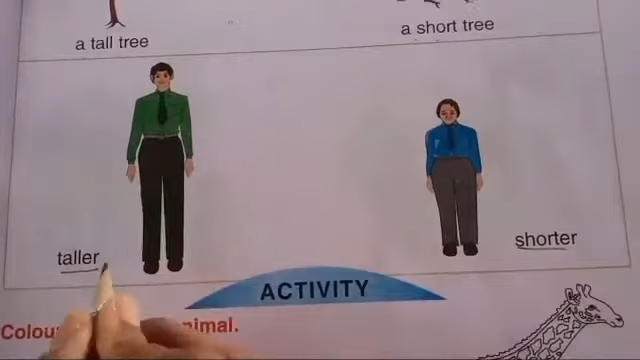 a tall tree
a short tree
taller
shorter
ACTIVITY
Colou nimal.